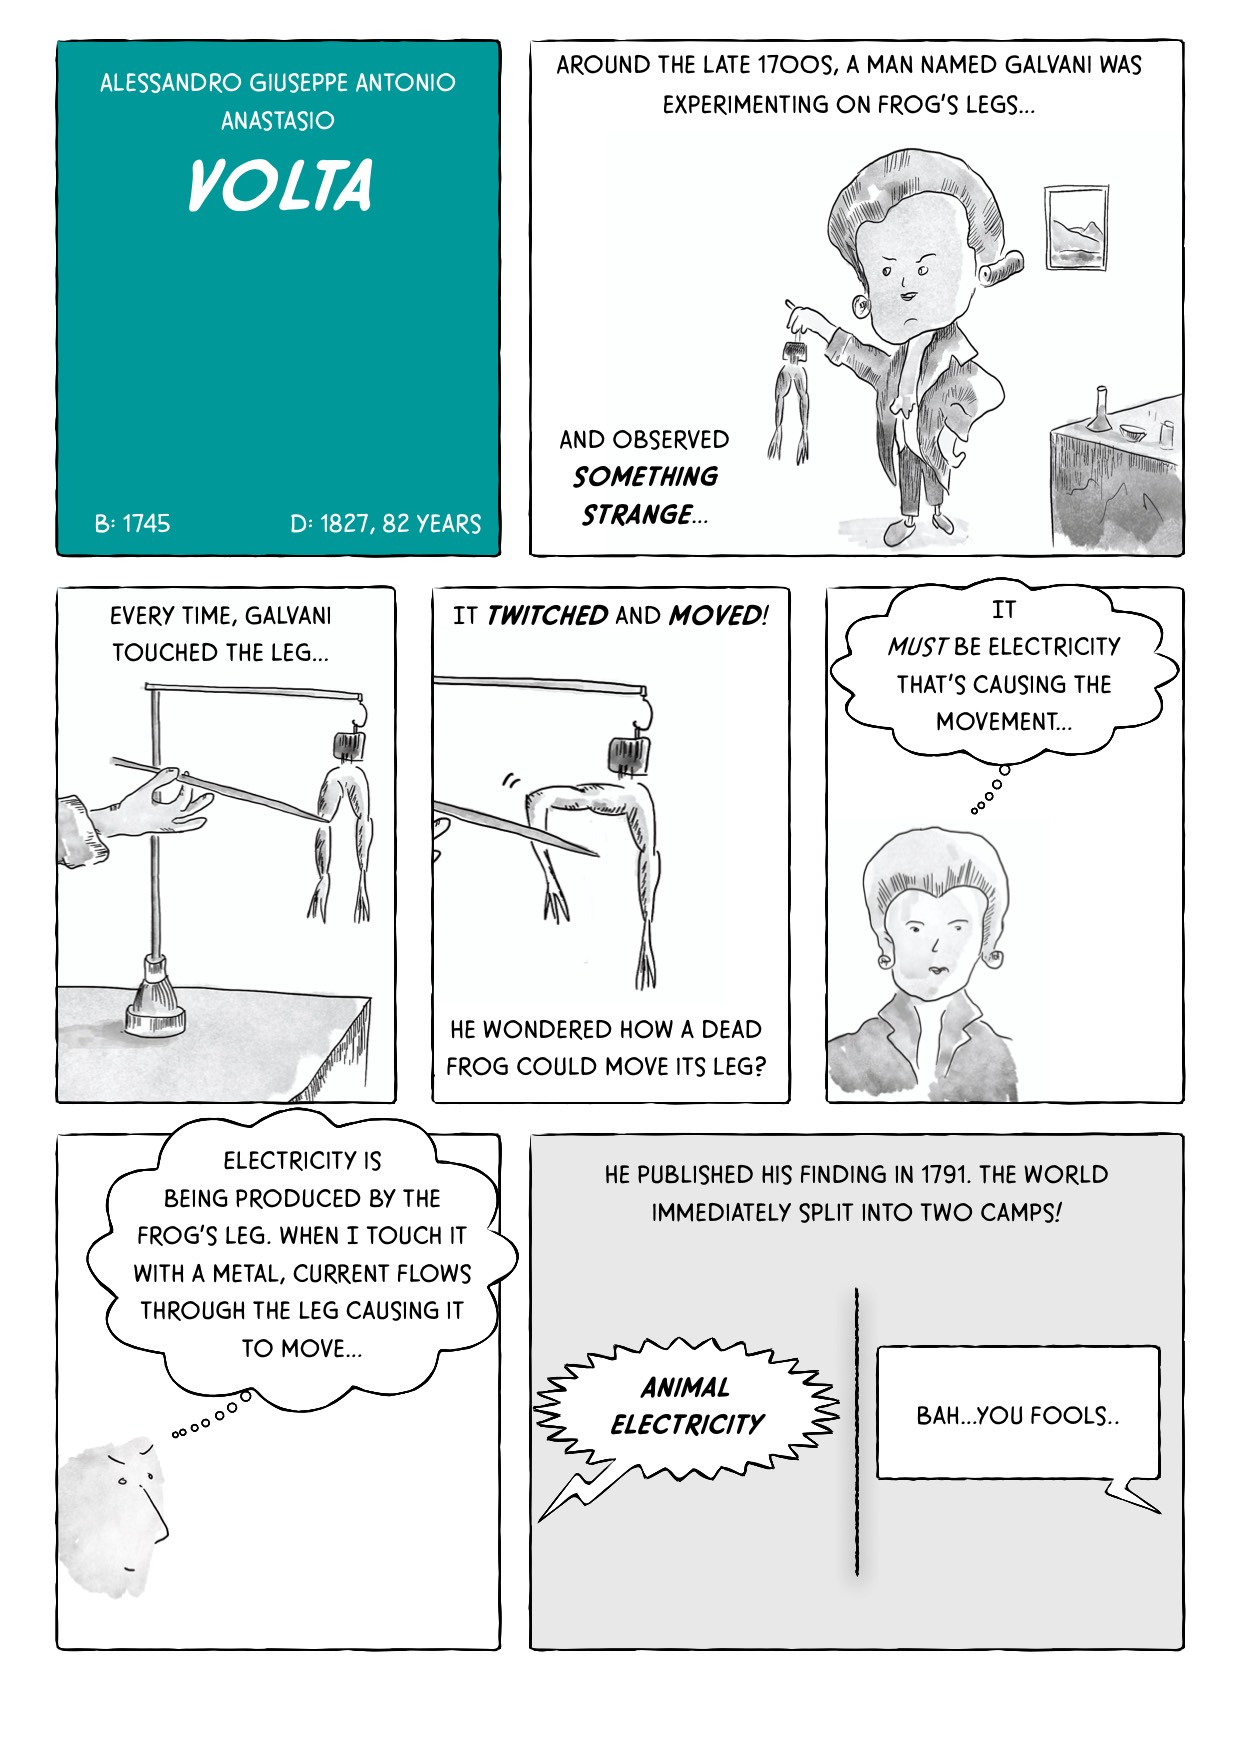 ALESSANDRO GIUSEPPE ANTONIO
ANASTASIO
VOLTA
B: 1745
D: 1827, 82 YEARS
AROUND THE LATE 1700S, A MAN NAMED GALVANI WAS
EXPERIMENTING ON FROG'S LEGS...
AND OBSERVED
SOMETHING
STRANGE...
EVERY TIME, GALVANI
TOUCHED THE LEG...
IT TWITCHED AND MOVED!
HE WONDERED HOW A DEAD
FROG COULD MOVE ITS LEG?
IT
MUST BE ELECTRICITY
THAT'S CAUSING THE
MOVEMENT...
ELECTRICITY IS
BEING PRODUCED BY THE
FROG'S LEG. WHEN I TOUCH IT
WITH A METAL, CURRENT FLOWS
THROUGH THE LEG CAUSING IT
TO MOVE...
HE PUBLISHED HIS FINDING IN 1791. THE WORLD
IMMEDIATELY SPLIT INTO TWO CAMPS!
ANIMAL
ELECTRICITY
BAH...YOU FOOLS..